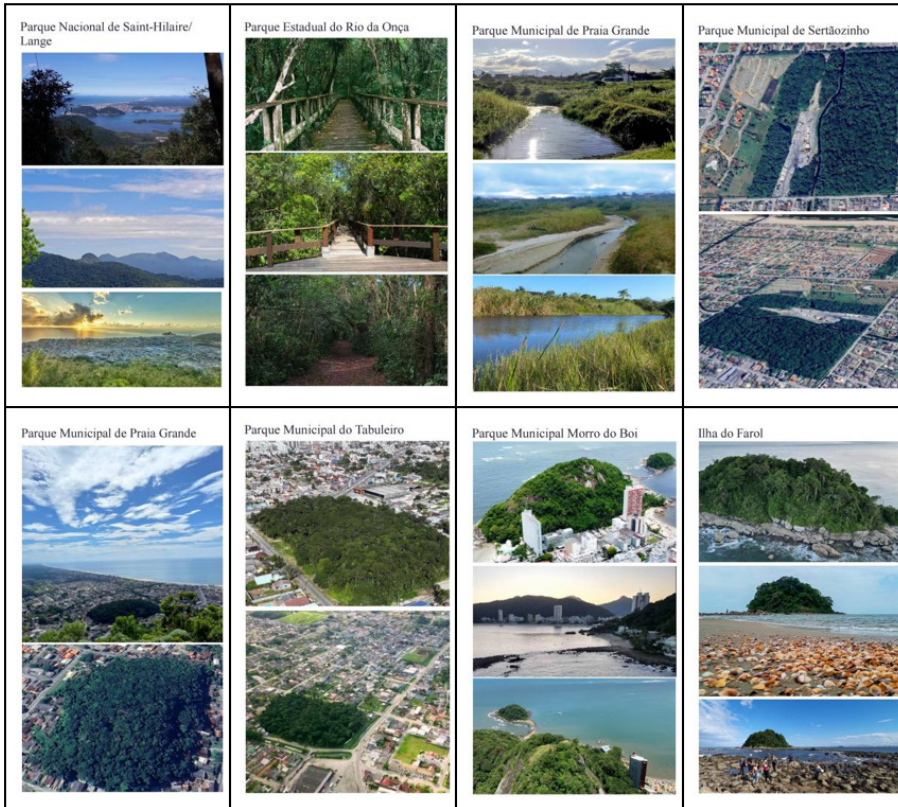 Parque Nacional de Saint-Hilaire/
Lange
Parque Estadual do Rio da Onça
Parque Municipal de Praia Grande
Parque Municipal de Sertãozinho
Parque Municipal de Praia Grande
Parque Municipal do Tabuleiro
Parque Municipal Morro do Boi
Ilha do Farol